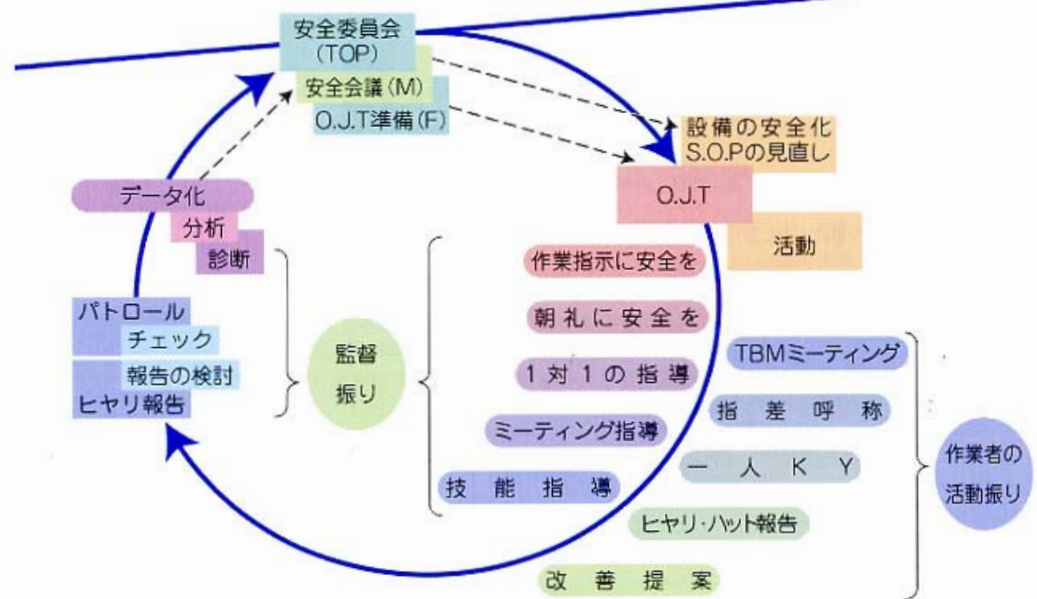 安全委員会
(TOP)
安全会議(M)
O.J.T準備(F)
設備の安全化
S.O.Pの見直し
O.J.T
活動
データ化
分析
診断
パトロール
チェック
報告の検討
ヒヤリ報告
監督
振り
作業指示に安全を
朝礼に安全を
1対1の指導
ミーティング指導
技能指導
TBMミーティング
指差呼称
一人KY
ヒヤリ・ハット報告
改善提案
作業者の
活動振り